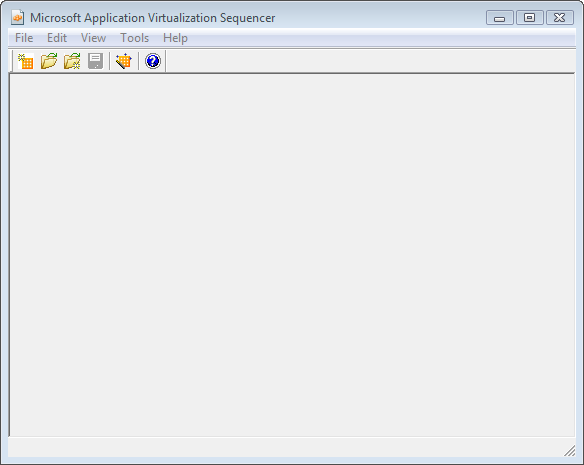 Microsoft Application Virtualization Sequencer
File Edit View Tools Help
?